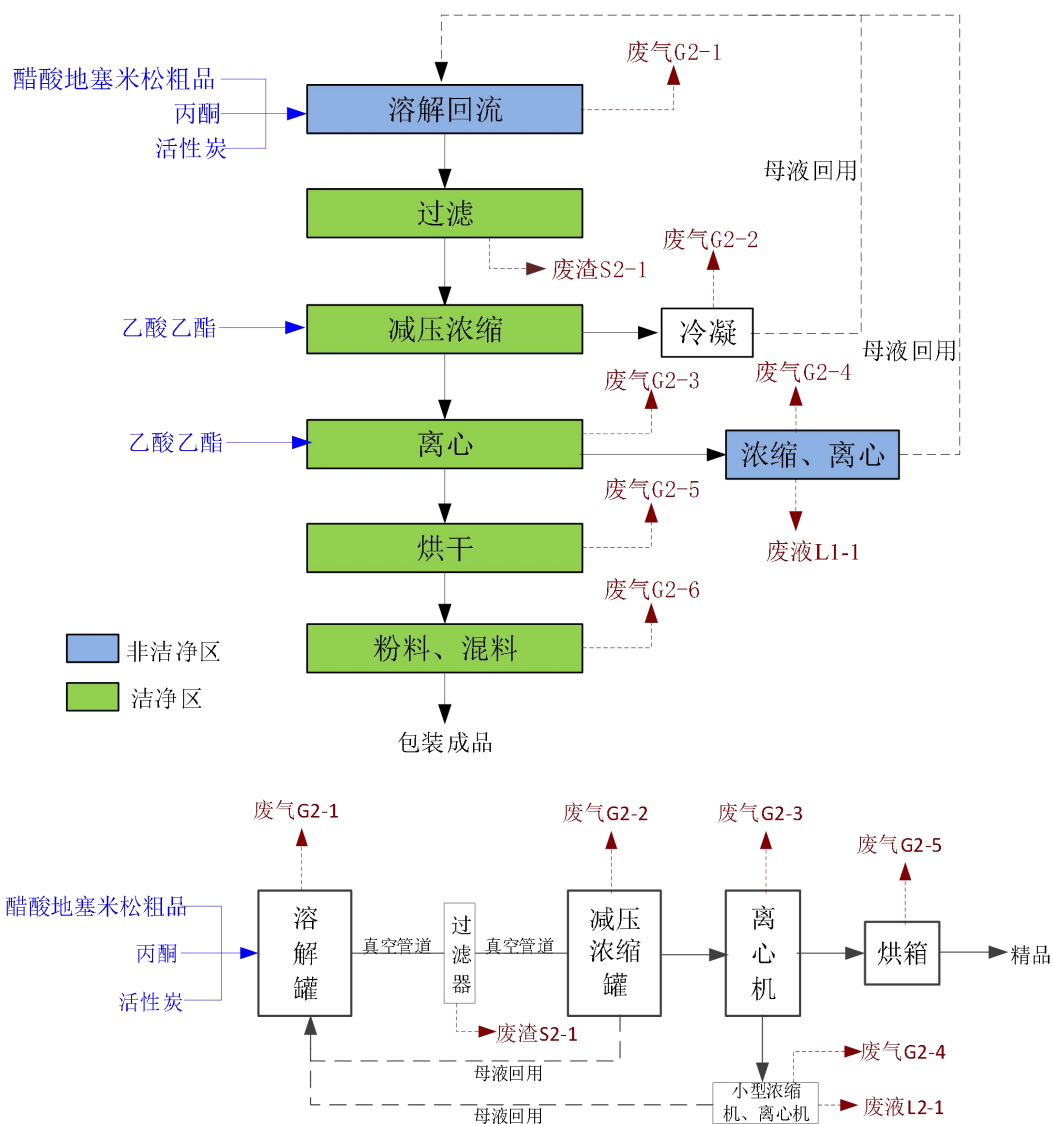 废气G2-1
醋酸地塞米松粗品
丙酮
活性炭
溶解回流
母液回用
过滤
废气G2-2
废渣S2-1
乙酸乙酯
减压浓缩
冷凝
母液回用
废气G2-3
废气G2-4
乙酸乙酯
离心
浓缩、离心
废气G2-5
烘干
废液L1-1
废气G2-6
粉料、混料
非洁净区
洁净区
包装成品
废气G2-1
废气G2-2
废气G2-3
废气G2-5
醋酸地塞米松粗品
丙酮
活性炭
溶
解
罐
真空管道
过
滤
器
真空管道
减压
浓缩
罐
离
心
机
烘箱
精品
废渣S2-1
母液回用
废气G2-4
小型浓缩
机、离心机
废液L2-1
母液回用